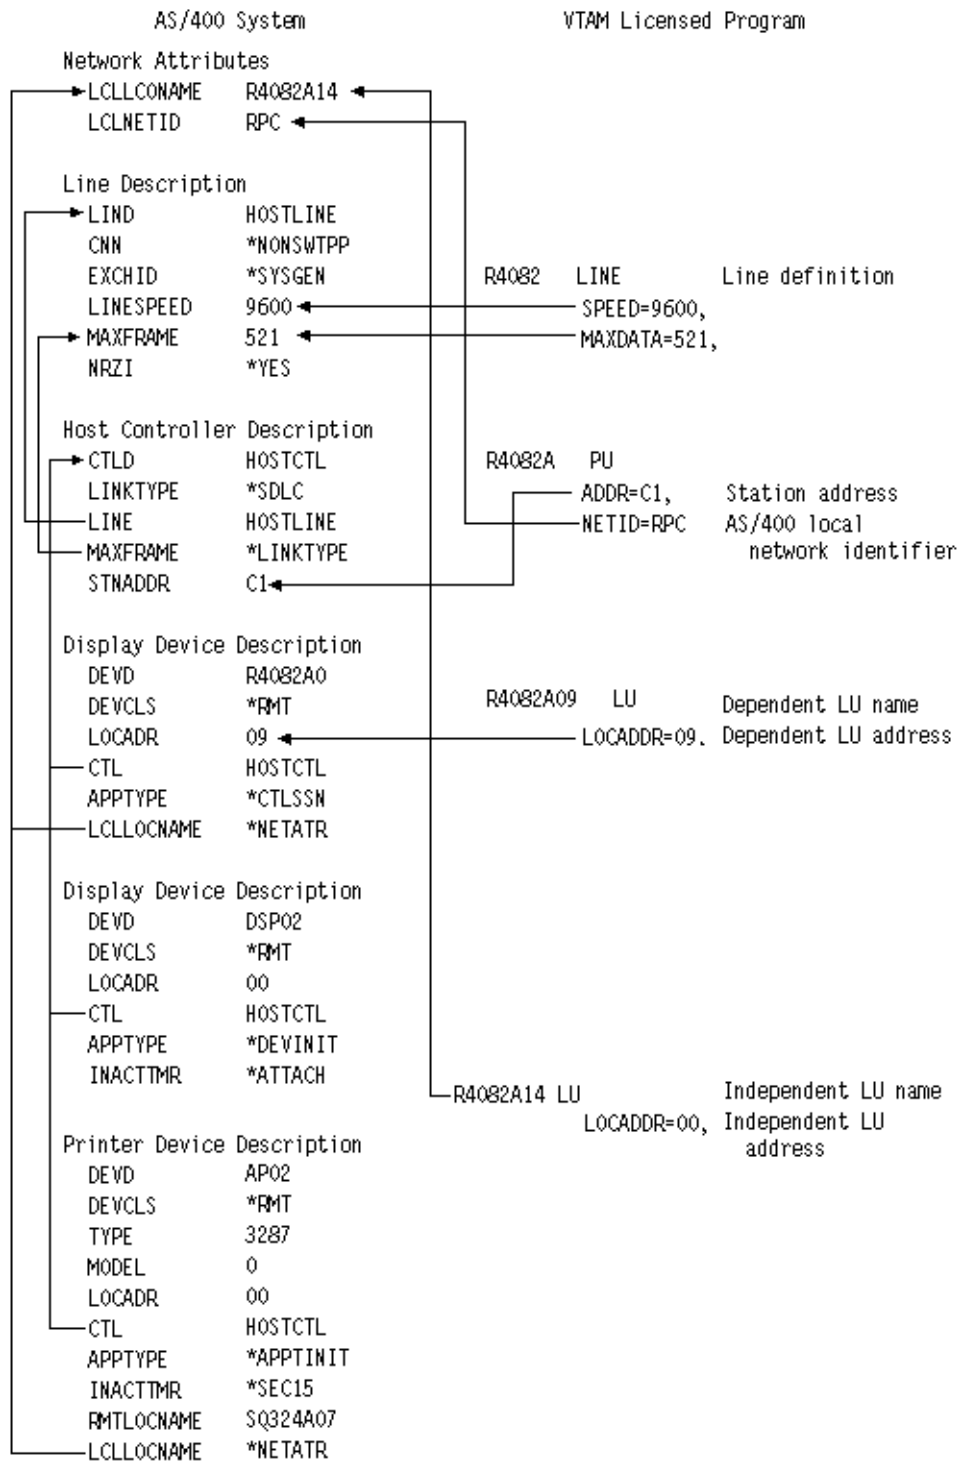 AS/400 System VTAM Licensed Program
Network Attributes
LCLLCONAME R4082A14
LCLNETID RPC
Line Description
LIND HOSTLINE
CNN *NONSWTPP
EXCHID *SYSGEN R4082 LINE Line definition
LINESPEED 9600 SPEED=9600,
MAXFRAME 521 MAXDATA=521,
NRZI *YES
Host Controller Description
CTLD HOSTCTL R4082A PU
LINKTYPE *SDLC ADDR=C1, Station address
LINE HOSTLINE NETID=RPC AS/400 local
MAXFRAME *LINKTYPE network identifier
STNADDR C1
Display Device Description
DEVD R4082A0
DEVCLS *RMT R4082A09 LU Dependent LU name
LOCADR 09 LOCADDR=09. Dependent LU address
CTL HOSTCTL
APPTYPE *CTLSSN
LCLLOCNAME *NETATR
Display Device Description
DEVD DSP02
DEVCLS *RMT
LOCADR 00
CTL HOSTCTL
APPTYPE *DEVINIT
INACTTMR *ATTACH
R4082A14 LU Independent LU name
LOCADDR=00, Independent LU
address
Printer Device Description
DEVD AP02
DEVCLS *RMT
TYPE 3287
MODEL 0
LOCADR 00
CTL HOSTCTL
APPTYPE *APPTINIT
INACTTMR *SEC15
RMTLOCNAME SQ324A07
LCLLOCNAME *NETATR